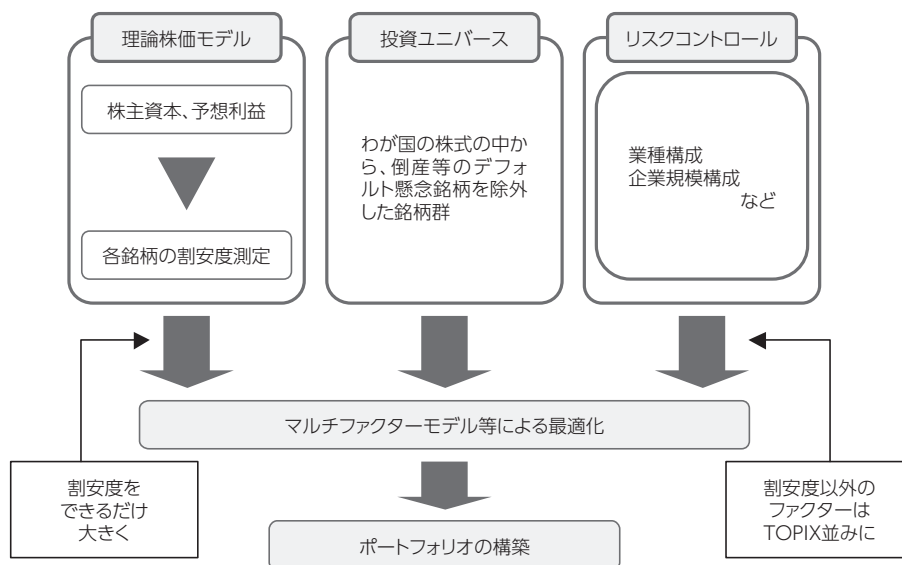 理論株価モデル
株主資本、予想利益
各銘柄の割安度測定
投資ユニバース
わが国の株式の中か
ら、倒産等のデフォ
ルト懸念銘柄を除外
した銘柄群
リスクコントロール
業種構成
企業規模構成
など
マルチファクターモデル等による最適化
割安度を
できるだけ
大きく
割安度以外の
ファクターは
TOPIX並みに
ポートフォリオの構築